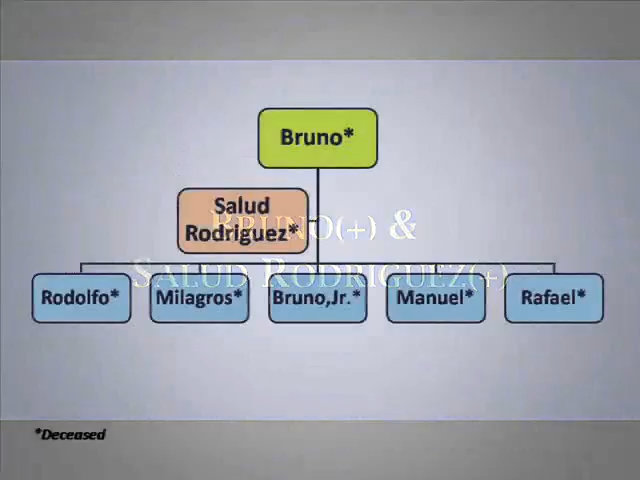 Bruno*
Salud
Rodriguez*
BRUNO(+) &
SALUD RODRIGUEZ(+)
Rodolfo*
Milagros*
Bruno,Jr.*
Manuel*
Rafael*
*Deceased